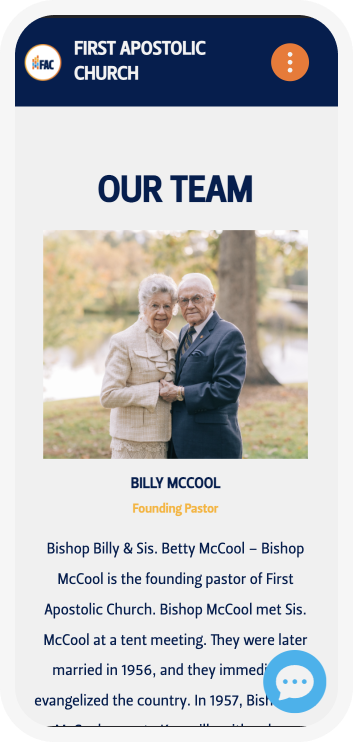 FAC
FIRST APOSTOLIC
CHURCH
OUR TEAM
BILLY MCCOOL
Founding Pastor
Bishop Billy & Sis. Betty McCool – Bishop
McCool is the founding pastor of First
Apostolic Church. Bishop McCool met Sis.
McCool at a tent meeting. They were later
married in 1956, and they
evangelized the country. In 1957,